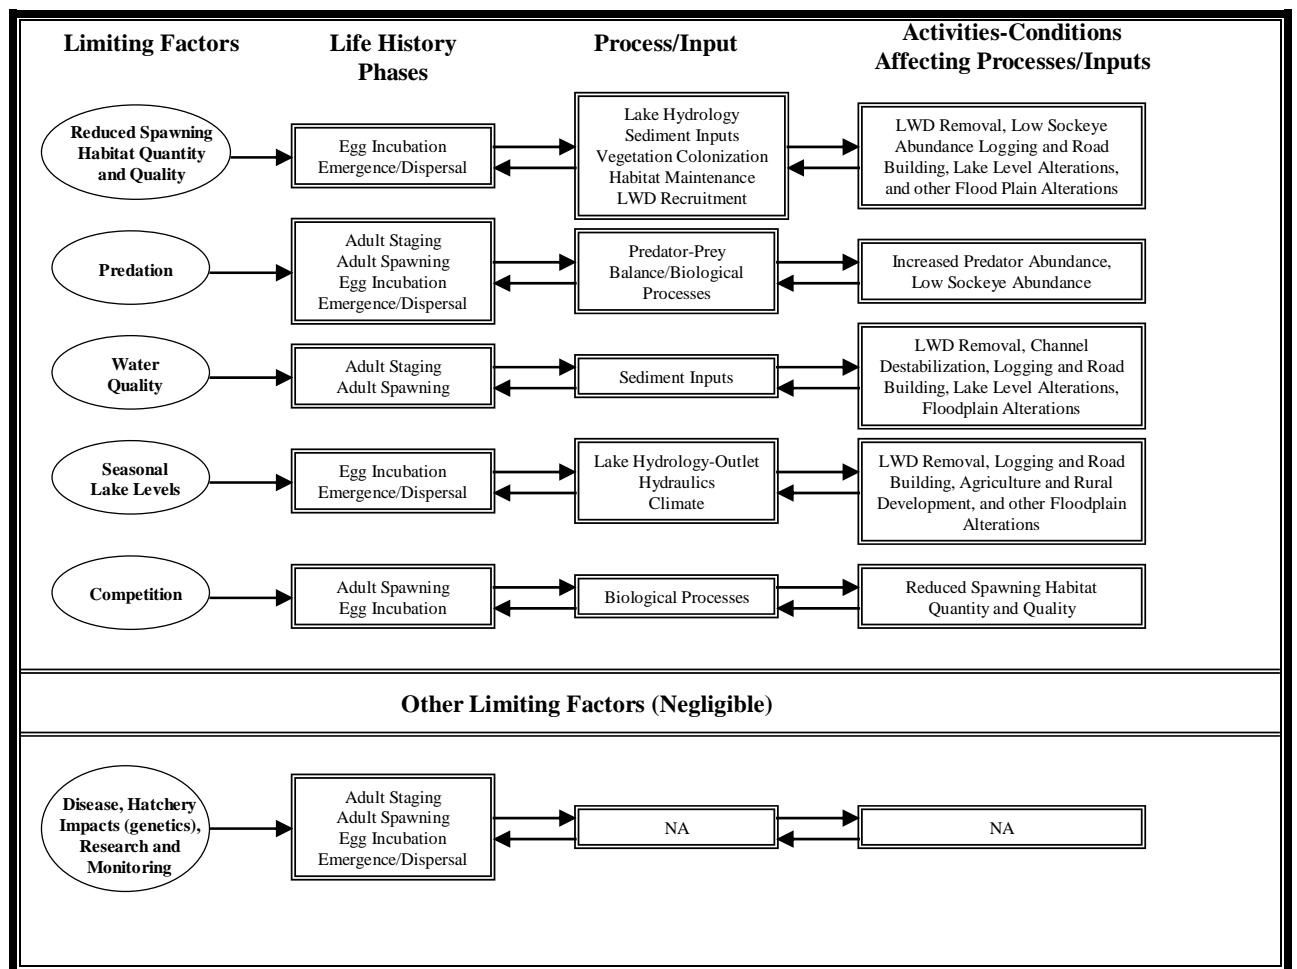 Limiting Factors
Life History
Phases
Process/Input
Activities-Conditions
Affecting Processes/Inputs
Reduced Spawning
Habitat Quantity
and Quality
Egg Incubation
Emergence/Dispersal
Lake Hydrology
Sediment Inputs
Vegetation Colonization
Habitat Maintenance
LWD Recruitment
LWD Removal, Low Sockeye
Abundance Logging and Road
Building, Lake Level Alterations,
and other Flood Plain Alterations
Predation
Adult Staging
Adult Spawning
Egg Incubation
Emergence/Dispersal
Predator-Prey
Balance/Biological
Processes
Increased Predator Abundance,
Low Sockeye Abundance
Water
Quality
Adult Staging
Adult Spawning
Sediment Inputs
LWD Removal, Channel
Destabilization, Logging and Road
Building, Lake Level Alterations,
Floodplain Alterations
Seasonal
Lake Levels
Egg Incubation
Emergence/Dispersal
Lake Hydrology-Outlet
Hydraulics
Climate
LWD Removal, Logging and Road
Building, Agriculture and Rural
Development, and other Floodplain
Alterations
Competition
Adult Spawning
Egg Incubation
Biological Processes
Reduced Spawning Habitat
Quantity and Quality
Other Limiting Factors (Negligible)
Disease, Hatchery
Impacts (genetics),
Research and
Monitoring
Adult Staging
Adult Spawning
Egg Incubation
Emergence/Dispersal
NA
NA